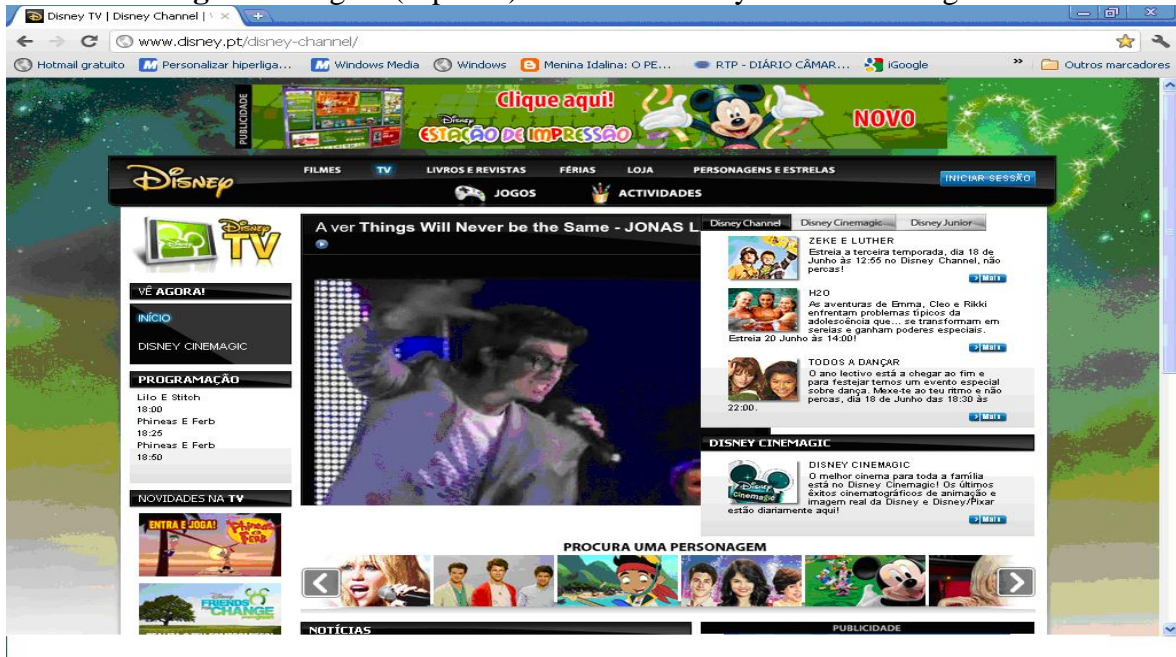 Disney TV | Disney Channel | V
www.disney.pt/disney-channel/
Hotmail gratuito
Personalizar hiperliga...
Windows Media
Windows
Menina Idalina: O PE...
RTP - DIÁRIO CÂMAR...
iGoogle
»
Outros marcadores
PUBLICIDADE
Clique aqui!
Disney
ESTAÇÃO DE IMPRESSÃO
NOVO
Disney
FILMES TV LIVROS E REVISTAS FÉRIAS LOJA PERSONAGENS E ESTRELAS
JOGOS ACTIVIDADES
INICIAR SESSÃO
Disney
TV
VÊ AGORA!
INÍCIO
DISNEY CINEMAGIC
PROGRAMAÇÃO
Lilo E Stitch
18:00
Phineas E Ferb
18:25
Phineas E Ferb
18:50
NOVIDADES NA TV
ENTRA E JOGA!
PHINEAS E FERB
Disney
FRIENDS
CHANGE
A ver Things Will Never be the Same - JONAS L
Disney Channel Disney Cinemagic Disney Junior
ZEKE E LUTHER
Estreia a terceira temporada, dia 18 de
Junho às 12:55 no Disney Channel, não
percas!
Mais
H2O
As aventuras de Emma, Cleo e Rikki
enfrentam problemas típicos da
adolescência que... se transformam em
sereias e ganham poderes especiais.
Estreia 20 Junho às 14:00!
Mais
TODOS A DANÇAR
O ano lectivo está a chegar ao fim e
para festejar temos um evento especial
sobre dança. Mexe-te ao teu ritmo e não
percas, dia 18 de Junho das 18:30 às
22:00.
Mais
DISNEY CINEMAGIC
Disney
Cinemagic
DISNEY CINEMAGIC
O melhor cinema para toda a família
está no Disney Cinemagic! Os últimos
êxitos cinematográficos de animação e
imagem real da Disney e Disney/Pixar
estão diariamente aqui!
Mais
PROCURA UMA PERSONAGEM
NOTÍCIAS
PUBLICIDADE